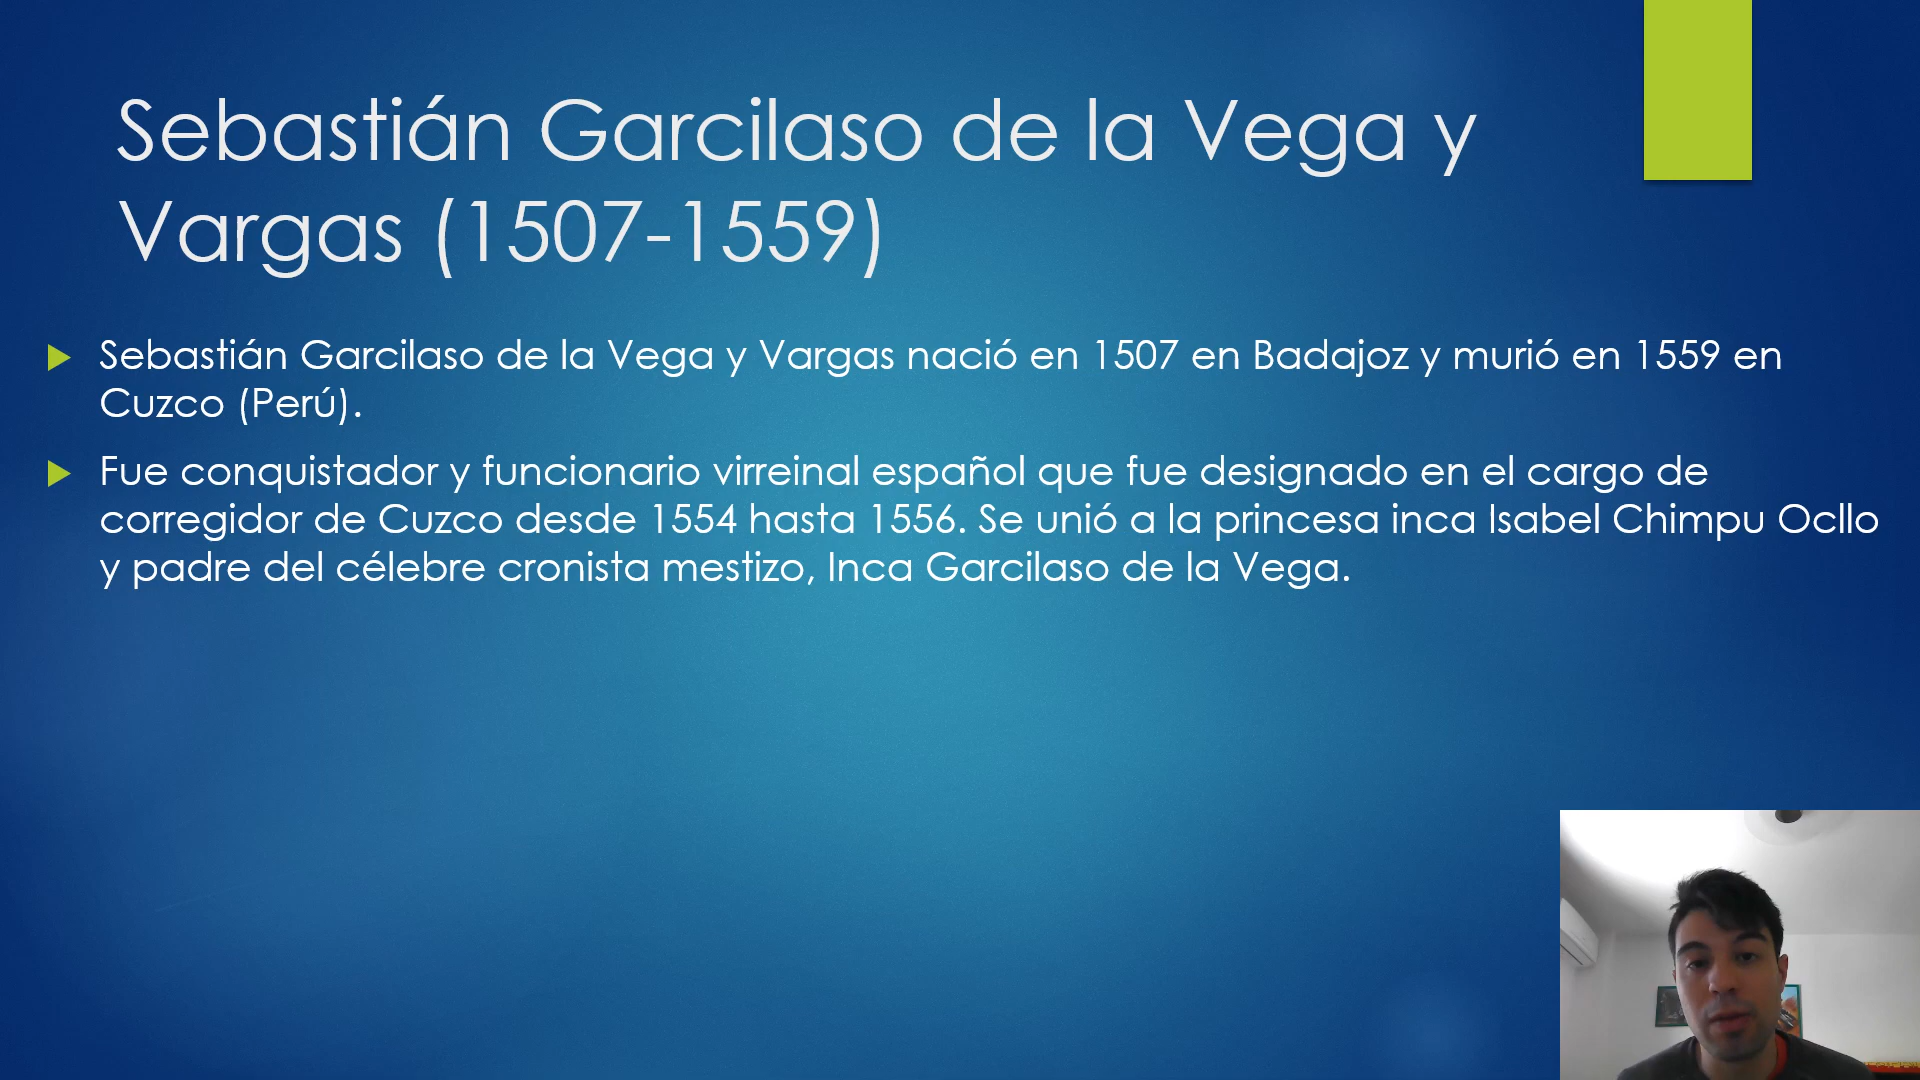 Sebastián Garcilaso de la Vega y
Vargas (1507-1559)
Sebastián Garcilaso de la Vega y Vargas nació en 1507 en Badajoz y murió en 1559 en
Cuzco (Perú).
Fue conquistador y funcionario virreinal español que fue designado en el cargo de
corregidor de Cuzco desde 1554 hasta 1556. Se unió a la princesa inca Isabel Chimpu Ocllo
y padre del célebre cronista mestizo, Inca Garcilaso de la Vega.